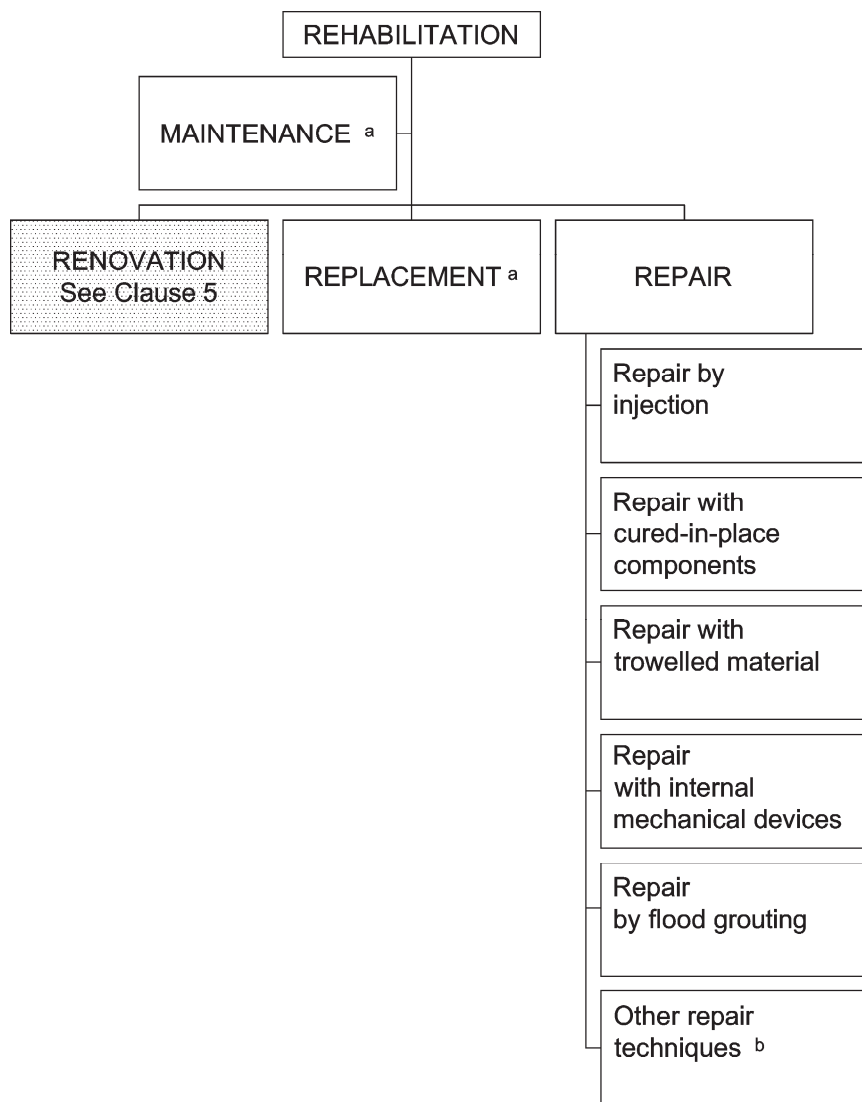 REHABILITATION
MAINTENANCE a
RENOVATION
See Clause 5
REPLACEMENT a
REPAIR
Repair by
injection
Repair with
cured-in-place
components
Repair with
trowelled material
Repair
with internal
mechanical devices
Repair
by flood grouting
Other repair
techniques b